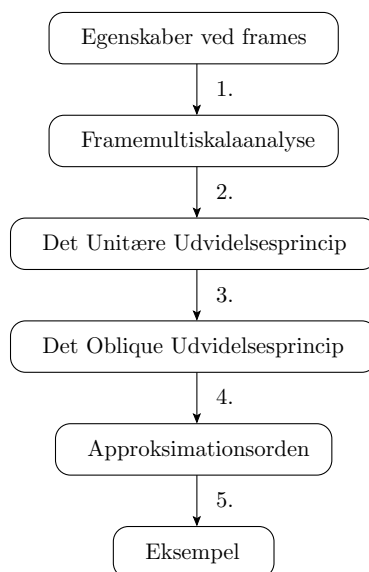 Egenskaber ved frames
1.
Framemultiskalaanalyse
2.
Det Unitære Udvidelsesprincip
3.
Det Oblique Udvidelsesprincip
4.
Approksimationsorden
5.
Eksempel